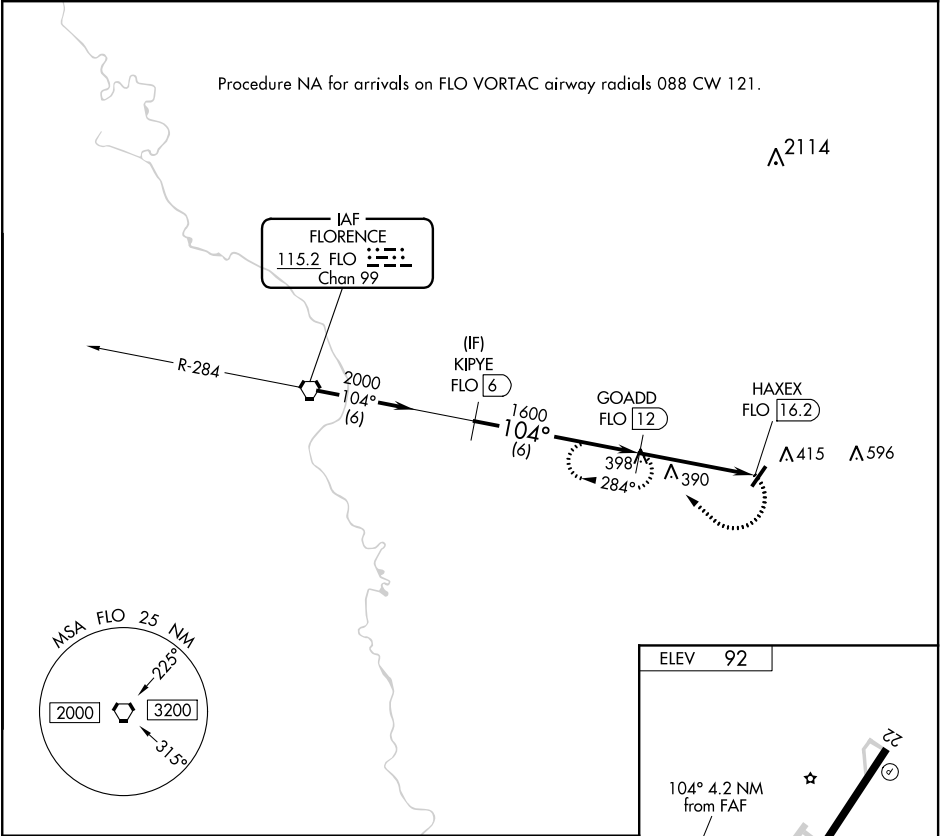 Procedure NA for arrivals on FLO VORTAC airway radials 088 CW 121.
2114
IAF
FLORENCE
115.2 FLO
Chan 99
R-284
2000
104°
(6)
(IF)
KIPYE
FLO 6
1600
104°
(6)
GOADD
FLO 12
HAXEX
FLO 16.2
398
284°
390
415
596
MSA FLO 25 NM
225°
2000
3200
315°
ELEV 92
22
P
104° 4.2 NM
from FAF